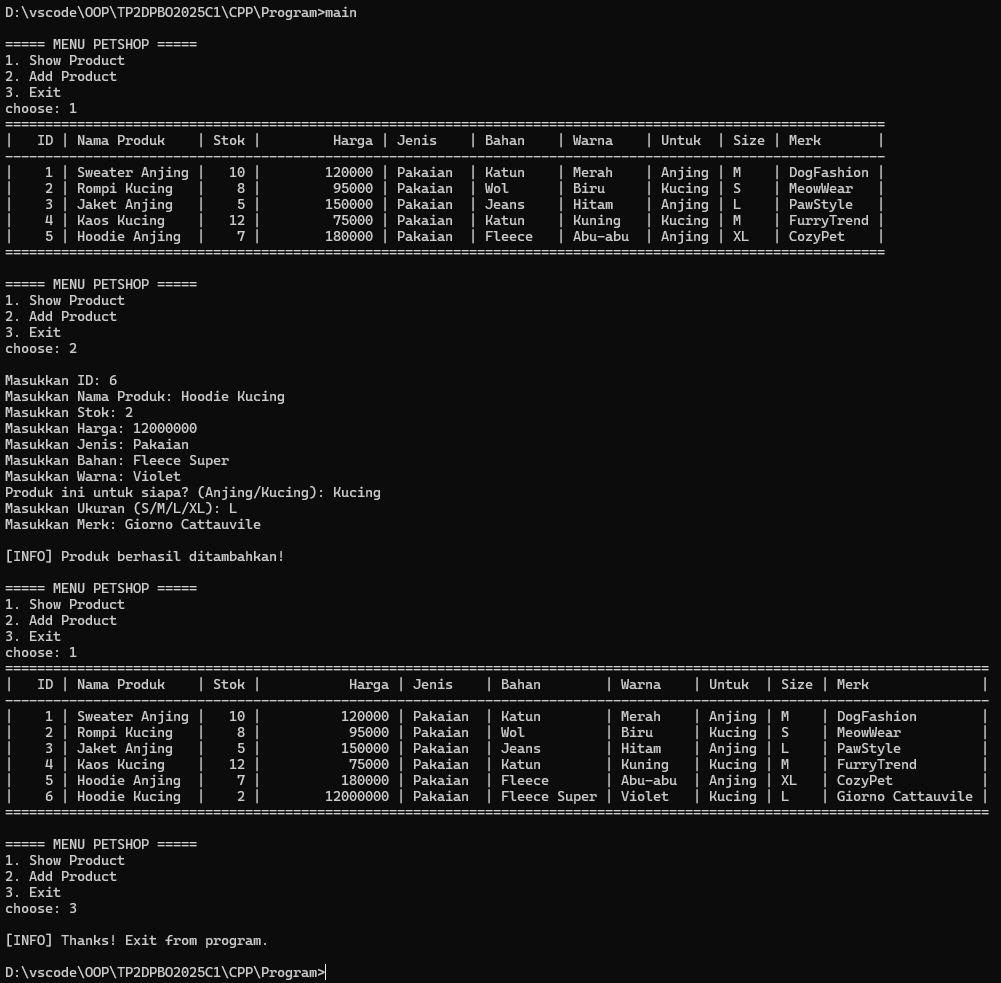 D:\vscode\OOP\TP2DPBO2025C1\CPP\Program>main

===== MENU PETSHOP =====
1. Show Product
2. Add Product
3. Exit
choose: 1
==============================================================================================================
|   ID | Nama Produk    | Stok |         Harga | Jenis    | Bahan    | Warna    | Untuk  | Size | Merk       |
--------------------------------------------------------------------------------------------------------------
|    1 | Sweater Anjing |   10 |        120000 | Pakaian  | Katun    | Merah    | Anjing | M    | DogFashion |
|    2 | Rompi Kucing   |    8 |         95000 | Pakaian  | Wol      | Biru     | Kucing | S    | MeowWear   |
|    3 | Jaket Anjing   |    5 |        150000 | Pakaian  | Jeans    | Hitam    | Anjing | L    | PawStyle   |
|    4 | Kaos Kucing    |   12 |         75000 | Pakaian  | Katun    | Kuning   | Kucing | M    | FurryTrend |
|    5 | Hoodie Anjing  |    7 |        180000 | Pakaian  | Fleece   | Abu-abu  | Anjing | XL   | CozyPet    |
==============================================================================================================

===== MENU PETSHOP =====
1. Show Product
2. Add Product
3. Exit
choose: 2

Masukkan ID: 6
Masukkan Nama Produk: Hoodie Kucing
Masukkan Stok: 2
Masukkan Harga: 12000000
Masukkan Jenis: Pakaian
Masukkan Bahan: Fleece Super
Masukkan Warna: Violet
Produk ini untuk siapa? (Anjing/Kucing): Kucing
Masukkan Ukuran (S/M/L/XL): L
Masukkan Merk: Giorno Cattauvile

[INFO] Produk berhasil ditambahkan!

===== MENU PETSHOP =====
1. Show Product
2. Add Product
3. Exit
choose: 1
===========================================================================================================================
|   ID | Nama Produk    | Stok |           Harga | Jenis    | Bahan        | Warna    | Untuk  | Size | Merk              |
---------------------------------------------------------------------------------------------------------------------------
|    1 | Sweater Anjing |   10 |          120000 | Pakaian  | Katun        | Merah    | Anjing | M    | DogFashion        |
|    2 | Rompi Kucing   |    8 |           95000 | Pakaian  | Wol          | Biru     | Kucing | S    | MeowWear          |
|    3 | Jaket Anjing   |    5 |          150000 | Pakaian  | Jeans        | Hitam    | Anjing | L    | PawStyle          |
|    4 | Kaos Kucing    |   12 |           75000 | Pakaian  | Katun        | Kuning   | Kucing | M    | FurryTrend        |
|    5 | Hoodie Anjing  |    7 |          180000 | Pakaian  | Fleece       | Abu-abu  | Anjing | XL   | CozyPet           |
|    6 | Hoodie Kucing  |    2 |        12000000 | Pakaian  | Fleece Super | Violet   | Kucing | L    | Giorno Cattauvile |
===========================================================================================================================

===== MENU PETSHOP =====
1. Show Product
2. Add Product
3. Exit
choose: 3

[INFO] Thanks! Exit from program.

D:\vscode\OOP\TP2DPBO2025C1\CPP\Program>